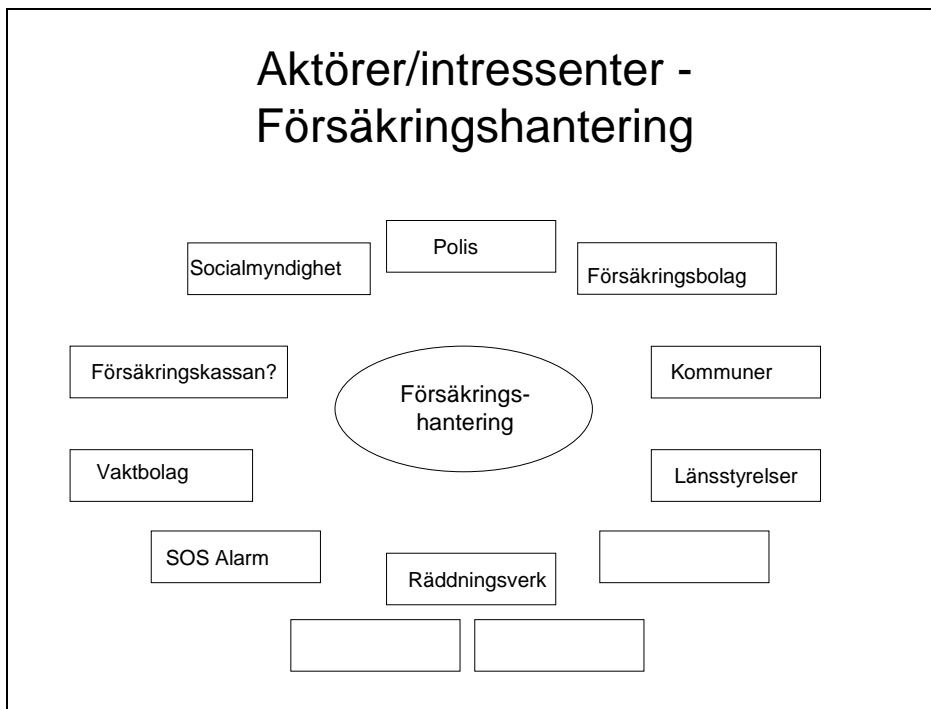 Aktörer/intressenter -
Försäkringshantering
Polis
Socialmyndighet
Försäkringsbolag
Försäkringskassan?
Försäkrings-
hantering
Kommuner
Vaktbolag
Länsstyrelser
SOS Alarm
Räddningsverk